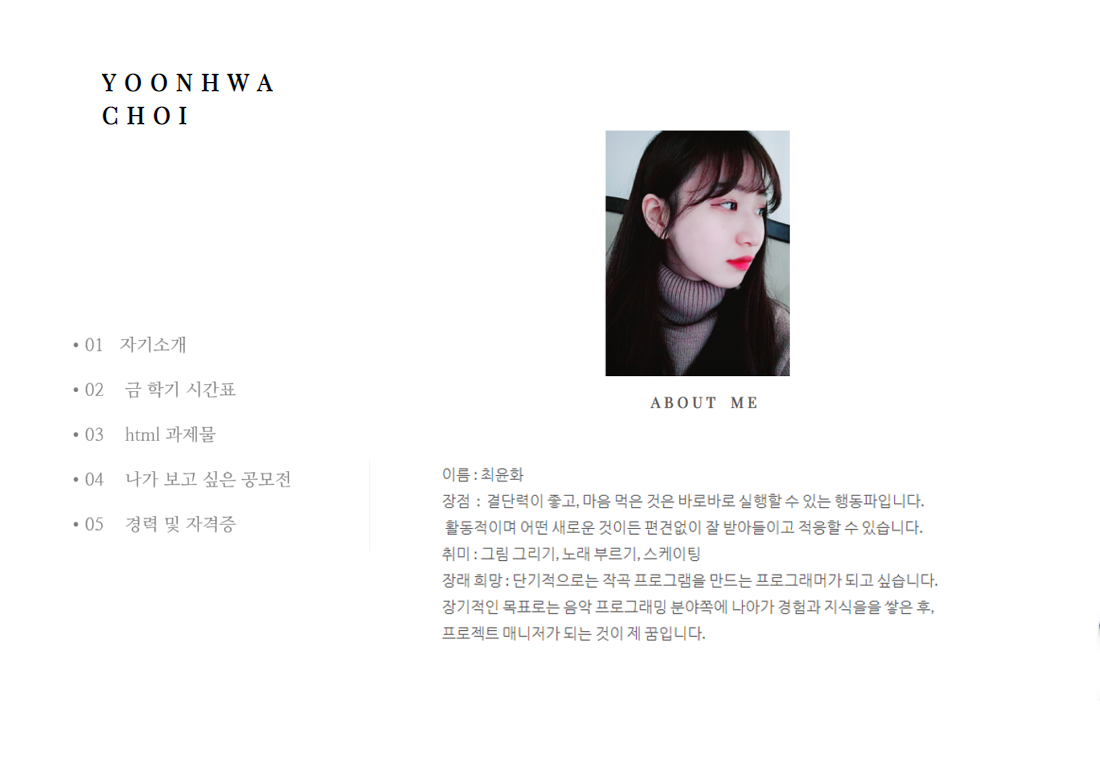 YOONHWA
CHOI
• 01 자기소개
• 02 금 학기 시간표
• 03 html 과제물
• 04 나가 보고 싶은 공모전
• 05 경력 및 자격증
ABOUT ME
이름 : 최윤화
장점 : 결단력이 좋고, 마음 먹은 것은 바로바로 실행할 수 있는 행동파입니다.
활동적이며 어떤 새로운 것이든 편견없이 잘 받아들이고 적응할 수 있습니다.
취미 : 그림 그리기, 노래 부르기, 스케이팅
장래 희망 : 단기적으로는 작곡 프로그램을 만드는 프로그래머가 되고 싶습니다.
장기적인 목표로는 음악 프로그래밍 분야쪽에 나아가 경험과 지식을을 쌓은 후,
프로젝트 매니저가 되는 것이 제 꿈입니다.